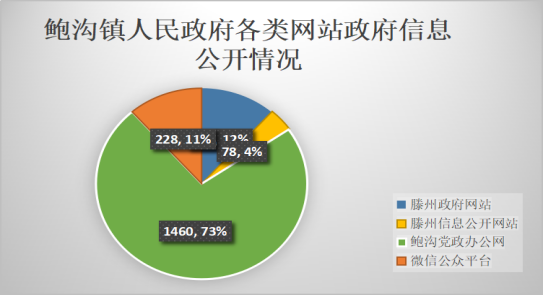 鲍沟镇人民政府各类网站政府信息
公开情况
228, 11%
12%
78, 4%
1460, 73%
滕州政府网站
滕州信息公开网站
鲍沟党政办公网
微信公众平台